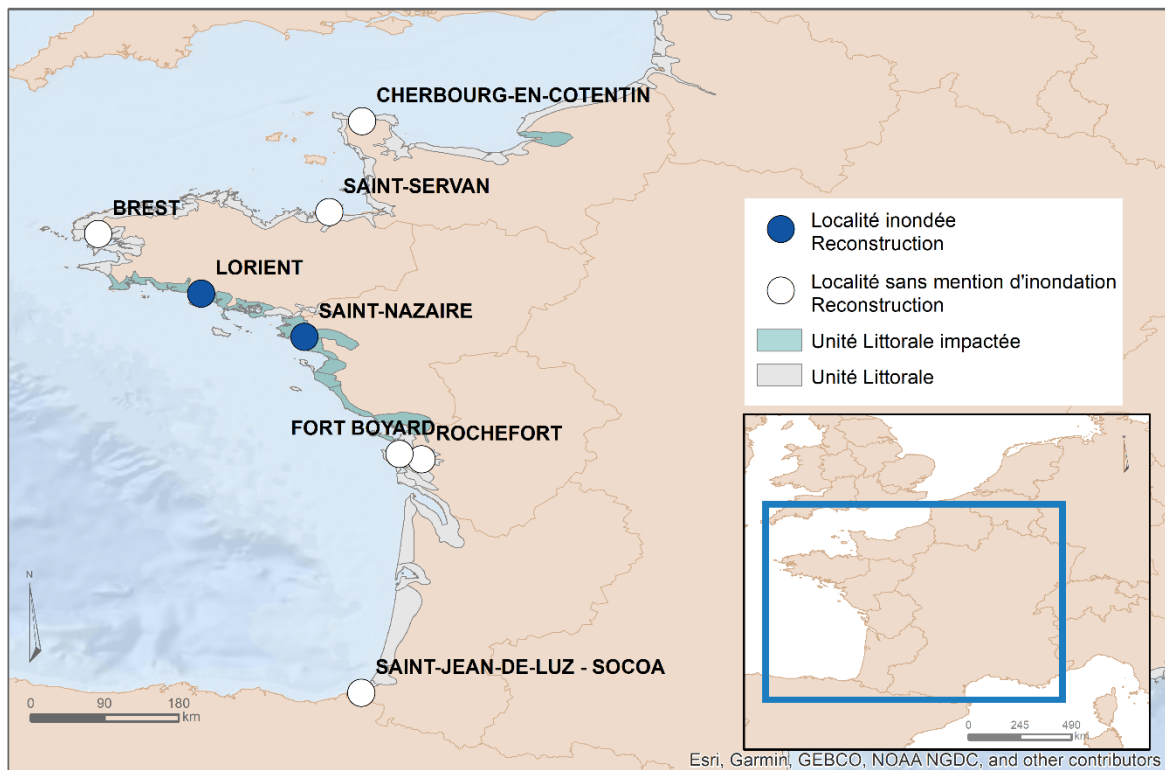 CHERBOURG-EN-COTENTIN
SAINT-SERVAN
BREST
LORIENT
SAINT-NAZAIRE
FORT BOYARD
ROCHEFORT
SAINT-JEAN-DE-LUZ - SOCOA
N
0 90 180
km
Localité inondée
Reconstruction
Localité sans mention d'inondation
Reconstruction
Unité Littorale impactée
Unité Littorale
0 245 490
km
Esri, Garmin, GEBCO, NOAA NGDC, and other contributors